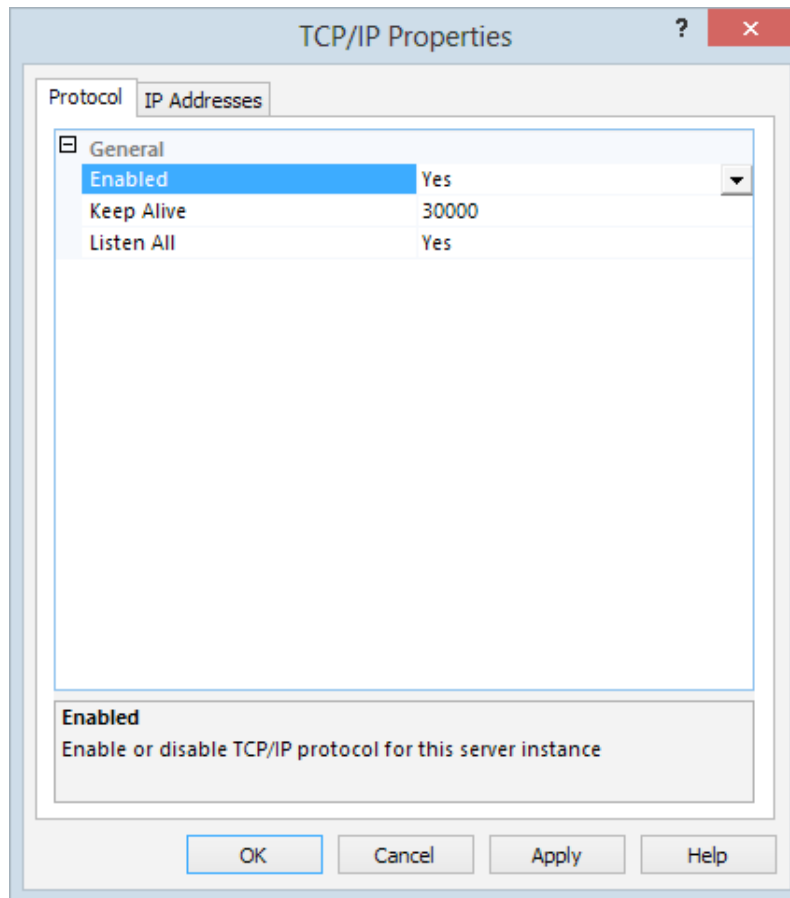 TCP/IP Properties
?
Protocol
IP Addresses
General
Enabled Yes
Keep Alive 30000
Listen All Yes
Enabled
Enable or disable TCP/IP protocol for this server instance
OK Cancel Apply Help